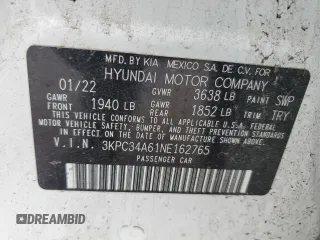 MFD.BY KIA MEXICO S.A. DE C.V. FOR
HYUNDAI MOTOR COMPANY
01/22 GVWR 3638 LB PAINT SWP
GAWR FRONT 1940 LB GAWR REAR 1852 LB TRIM TRY
THIS VEHICLE CONFORMS TO ALL APPLICABLE FEDERAL MOTOR VEHICLE
SAFETY, BUMPER, AND THEFT PREVENTION STANDARDS IN
EFFECT ON THE DATE OF MANUFACTURE SHOWN ABOVE.
V.I.N. 3KPC34A61NE162765
PASSENGER CAR
© CARDRAIN.COM